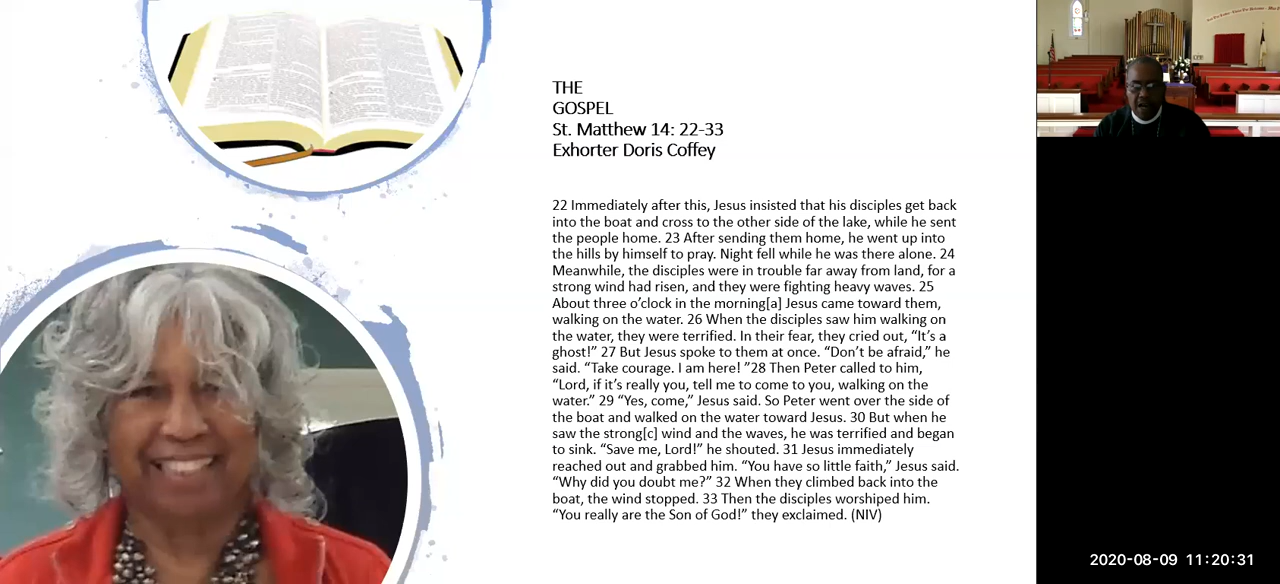 THE
GOSPEL
St. Matthew 14: 22-33
Exhorter Doris Coffey
22 Immediately after this, Jesus insisted that his disciples get back
into the boat and cross to the other side of the lake, while he sent
the people home. 23 After sending them home, he went up into
the hills by himself to pray. Night fell while he was there alone. 24
Meanwhile, the disciples were in trouble far away from land, for a
strong wind had risen, and they were fighting heavy waves. 25
About three o’clock in the morning[a] Jesus came toward them,
walking on the water. 26 When the disciples saw him walking on
the water, they were terrified. In their fear, they cried out, “It’s a
ghost!” 27 But Jesus spoke to them at once. “Don’t be afraid,” he
said. “Take courage. I am here! ”28 Then Peter called to him,
“Lord, if it’s really you, tell me to come to you, walking on the
water.” 29 “Yes, come,” Jesus said. So Peter went over the side of
the boat and walked on the water toward Jesus. 30 But when he
saw the strong[c] wind and the waves, he was terrified and began
to sink. “Save me, Lord!” he shouted. 31 Jesus immediately
reached out and grabbed him. “You have so little faith,” Jesus said.
“Why did you doubt me?” 32 When they climbed back into the
boat, the wind stopped. 33 Then the disciples worshiped him.
“You really are the Son of God!” they exclaimed. (NIV)
2020-08-09 11:20:31